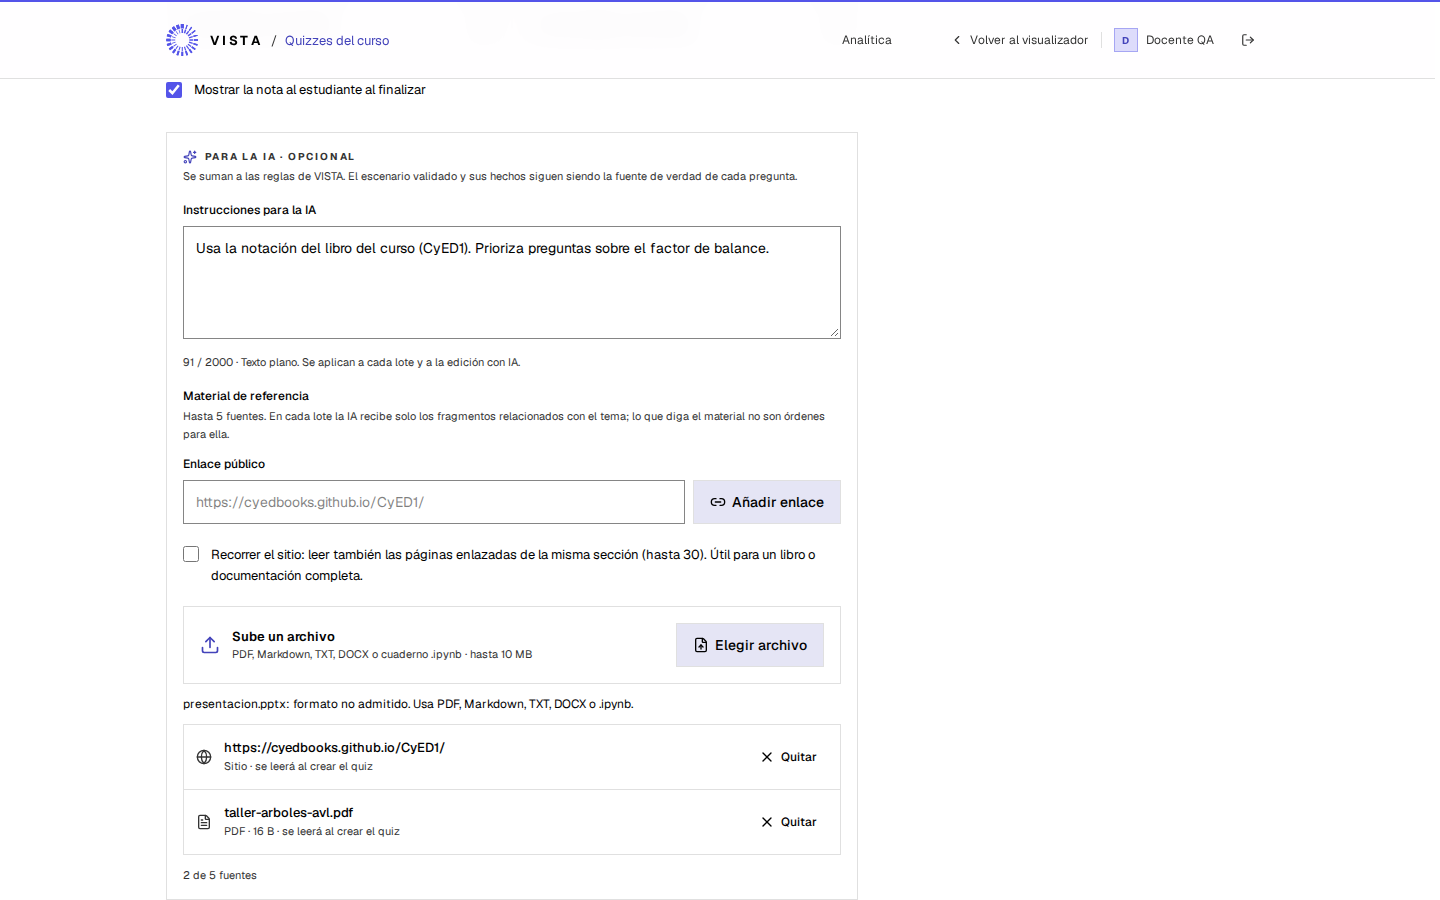 VISTA / Quizzes del curso
Analítica
Volver al visualizador
D Docente QA
Mostrar la nota al estudiante al finalizar
PARA LA IA · OPCIONAL
Se suman a las reglas de VISTA. El escenario validado y sus hechos siguen siendo la fuente de verdad de cada pregunta.
Instrucciones para la IA
Usa la notación del libro del curso (CyED1). Prioriza preguntas sobre el factor de balance.
91 / 2000 · Texto plano. Se aplican a cada lote y a la edición con IA.
Material de referencia
Hasta 5 fuentes. En cada lote la IA recibe solo los fragmentos relacionados con el tema; lo que diga el material no son órdenes
para ella.
Enlace público
https://cyedbooks.github.io/CyED1/
Añadir enlace
Recorrer el sitio: leer también las páginas enlazadas de la misma sección (hasta 30). Útil para un libro o
documentación completa.
Sube un archivo
PDF, Markdown, TXT, DOCX o cuaderno .ipynb · hasta 10 MB
Elegir archivo
presentacion.pptx: formato no admitido. Usa PDF, Markdown, TXT, DOCX o .ipynb.
https://cyedbooks.github.io/CyED1/
Sitio · se leerá al crear el quiz
Quitar
taller-arboles-avl.pdf
PDF · 16 B · se leerá al crear el quiz
Quitar
2 de 5 fuentes